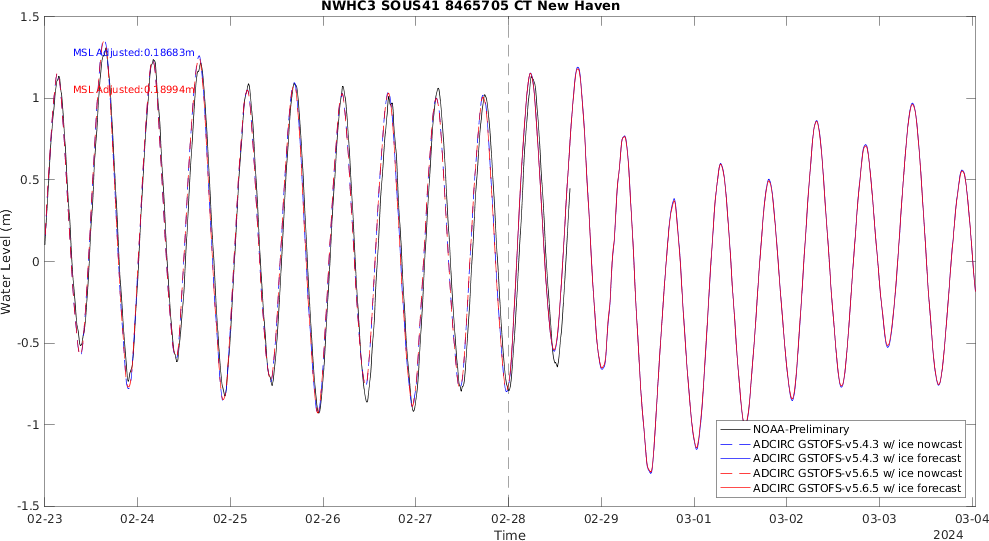 NWHC3 SOUS41 8465705 CT New Haven
1.5
1
0.5
0
-0.5
-1
-1.5
Water Level (m)
MSL Adjusted:0.18683m
MSL Adjusted:0.18994m
NOAA-Preliminary
ADCIRC GSTOFS-v5.4.3 w/ ice nowcast
ADCIRC GSTOFS-v5.4.3 w/ ice forecast
ADCIRC GSTOFS-v5.6.5 w/ ice nowcast
ADCIRC GSTOFS-v5.6.5 w/ ice forecast
02-23 02-24 02-25 02-26 02-27 02-28 02-29 03-01 03-02 03-03 03-04
Time
2024